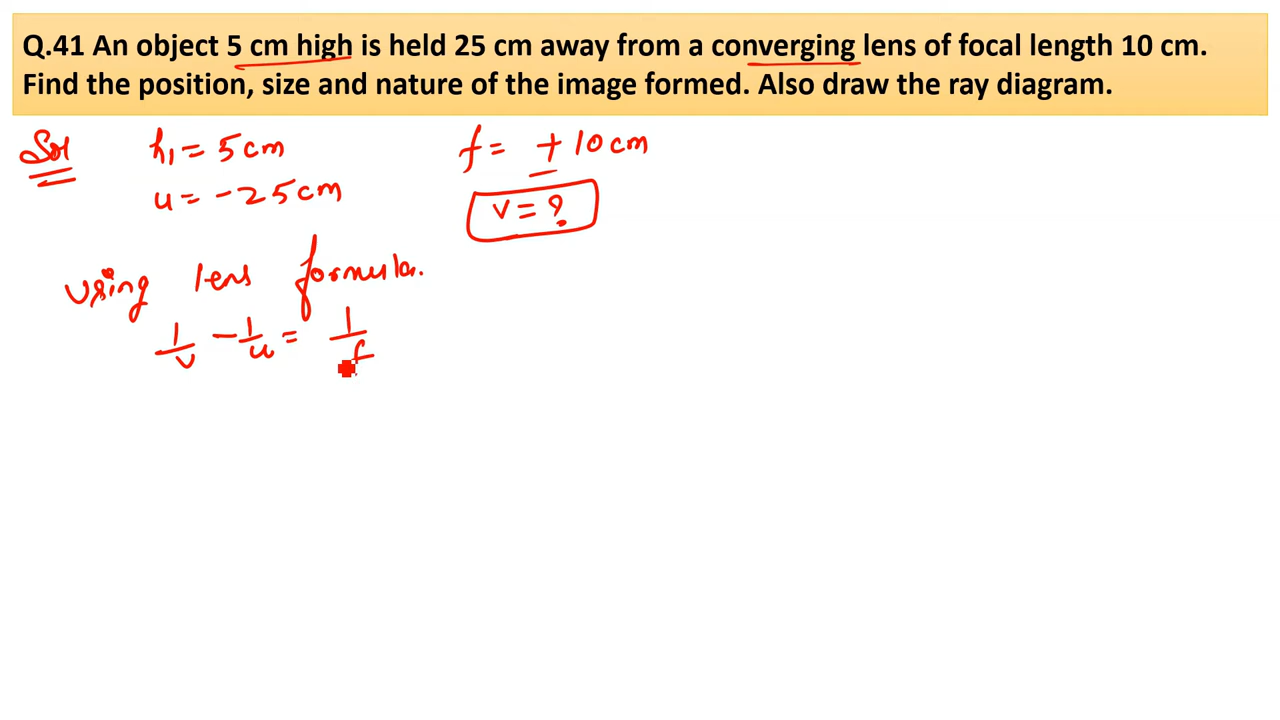 Q.41 An object 5 cm high is held 25 cm away from a converging lens of focal length 10 cm.
Find the position, size and nature of the image formed. Also draw the ray diagram.
Sol h₁ = 5 cm f = + 10 cm
u = - 25 cm v = ?
using lens formula.
1/v - 1/u = 1/f